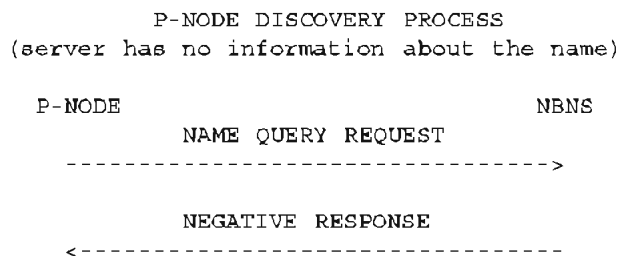 P-NODE DISCOVERY PROCESS
(server has no information about the name)
P-NODE NBNS
NAME QUERY REQUEST
--------------------------------->
NEGATIVE RESPONSE
<---------------------------------